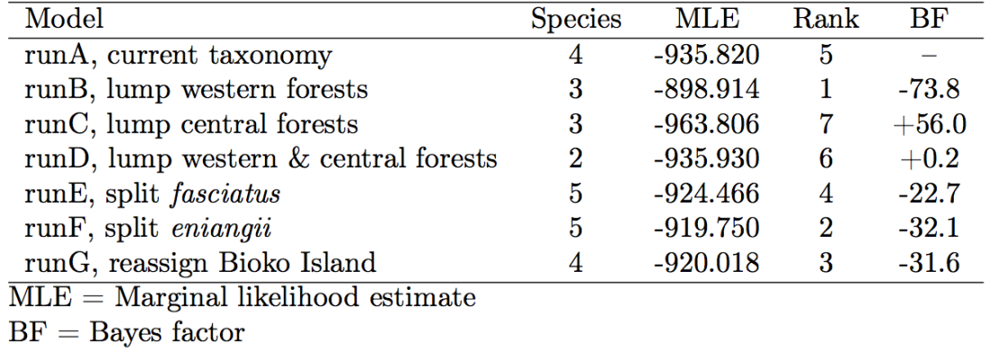 Model Species MLE Rank BF
runA, current taxonomy 4 -935.820 5 –
runB, lump western forests 3 -898.914 1 -73.8
runC, lump central forests 3 -963.806 7 +56.0
runD, lump western & central forests 2 -935.930 6 +0.2
runE, split fasciatus 5 -924.466 4 -22.7
runF, split eniangii 5 -919.750 2 -32.1
runG, reassign Bioko Island 4 -920.018 3 -31.6
MLE = Marginal likelihood estimate
BF = Bayes factor